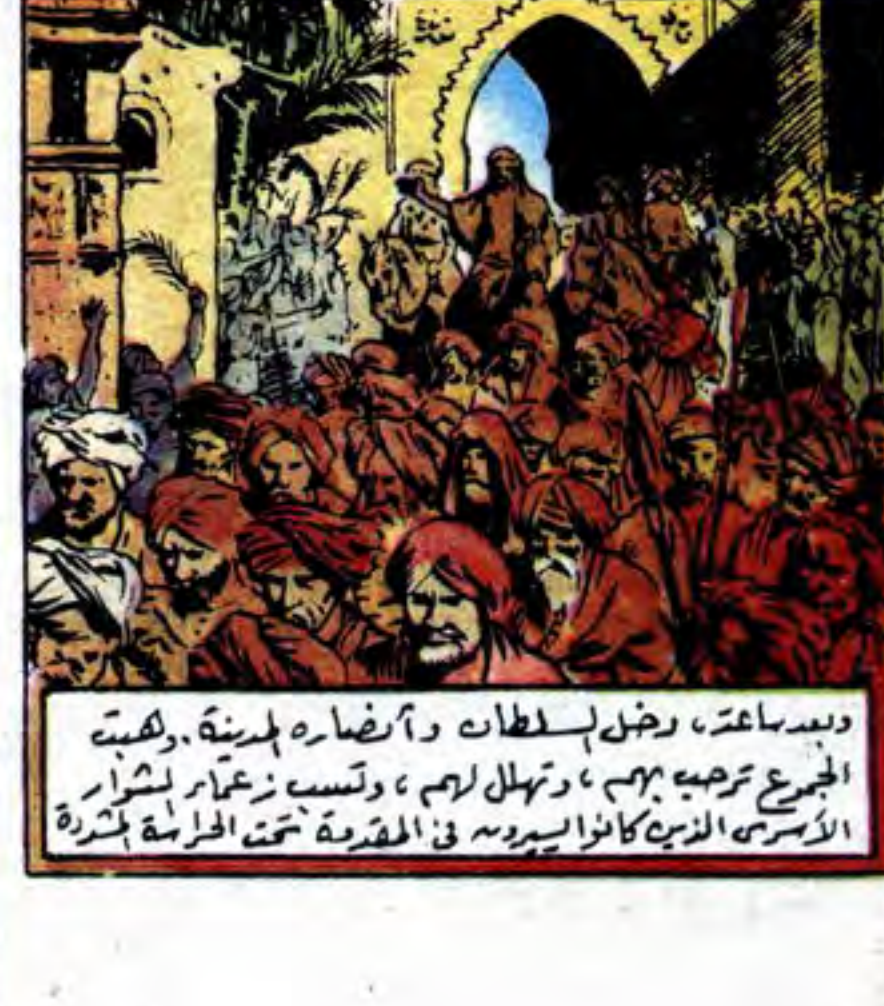 وبعد ساعة، دخل السلطان وأنصاره المدينة. وهبت
الجموع ترحب بهم، وتهلل لهم، وتسب زعماء الثوار
الأسرى الذين كانوا يسيرون في المقدمة تحت الحراسة المشددة